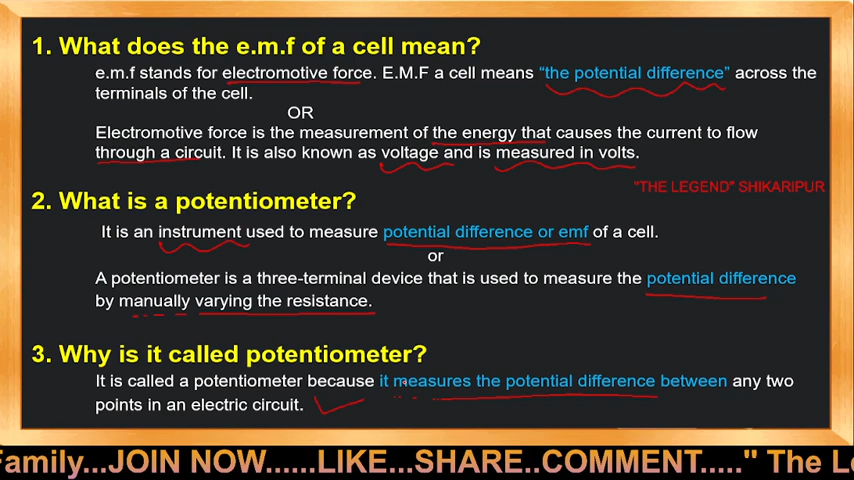 1. What does the e.m.f of a cell mean?
e.m.f stands for electromotive force. E.M.F a cell means “the potential difference” across the
terminals of the cell.
OR
Electromotive force is the measurement of the energy that causes the current to flow
through a circuit. It is also known as voltage and is measured in volts.
"THE LEGEND" SHIKARIPUR
2. What is a potentiometer?
It is an instrument used to measure potential difference or emf of a cell.
or
A potentiometer is a three-terminal device that is used to measure the potential difference
by manually varying the resistance.
3. Why is it called potentiometer?
It is called a potentiometer because it measures the potential difference between any two
points in an electric circuit.
Family...JOIN NOW......LIKE...SHARE..COMMENT....." The Le